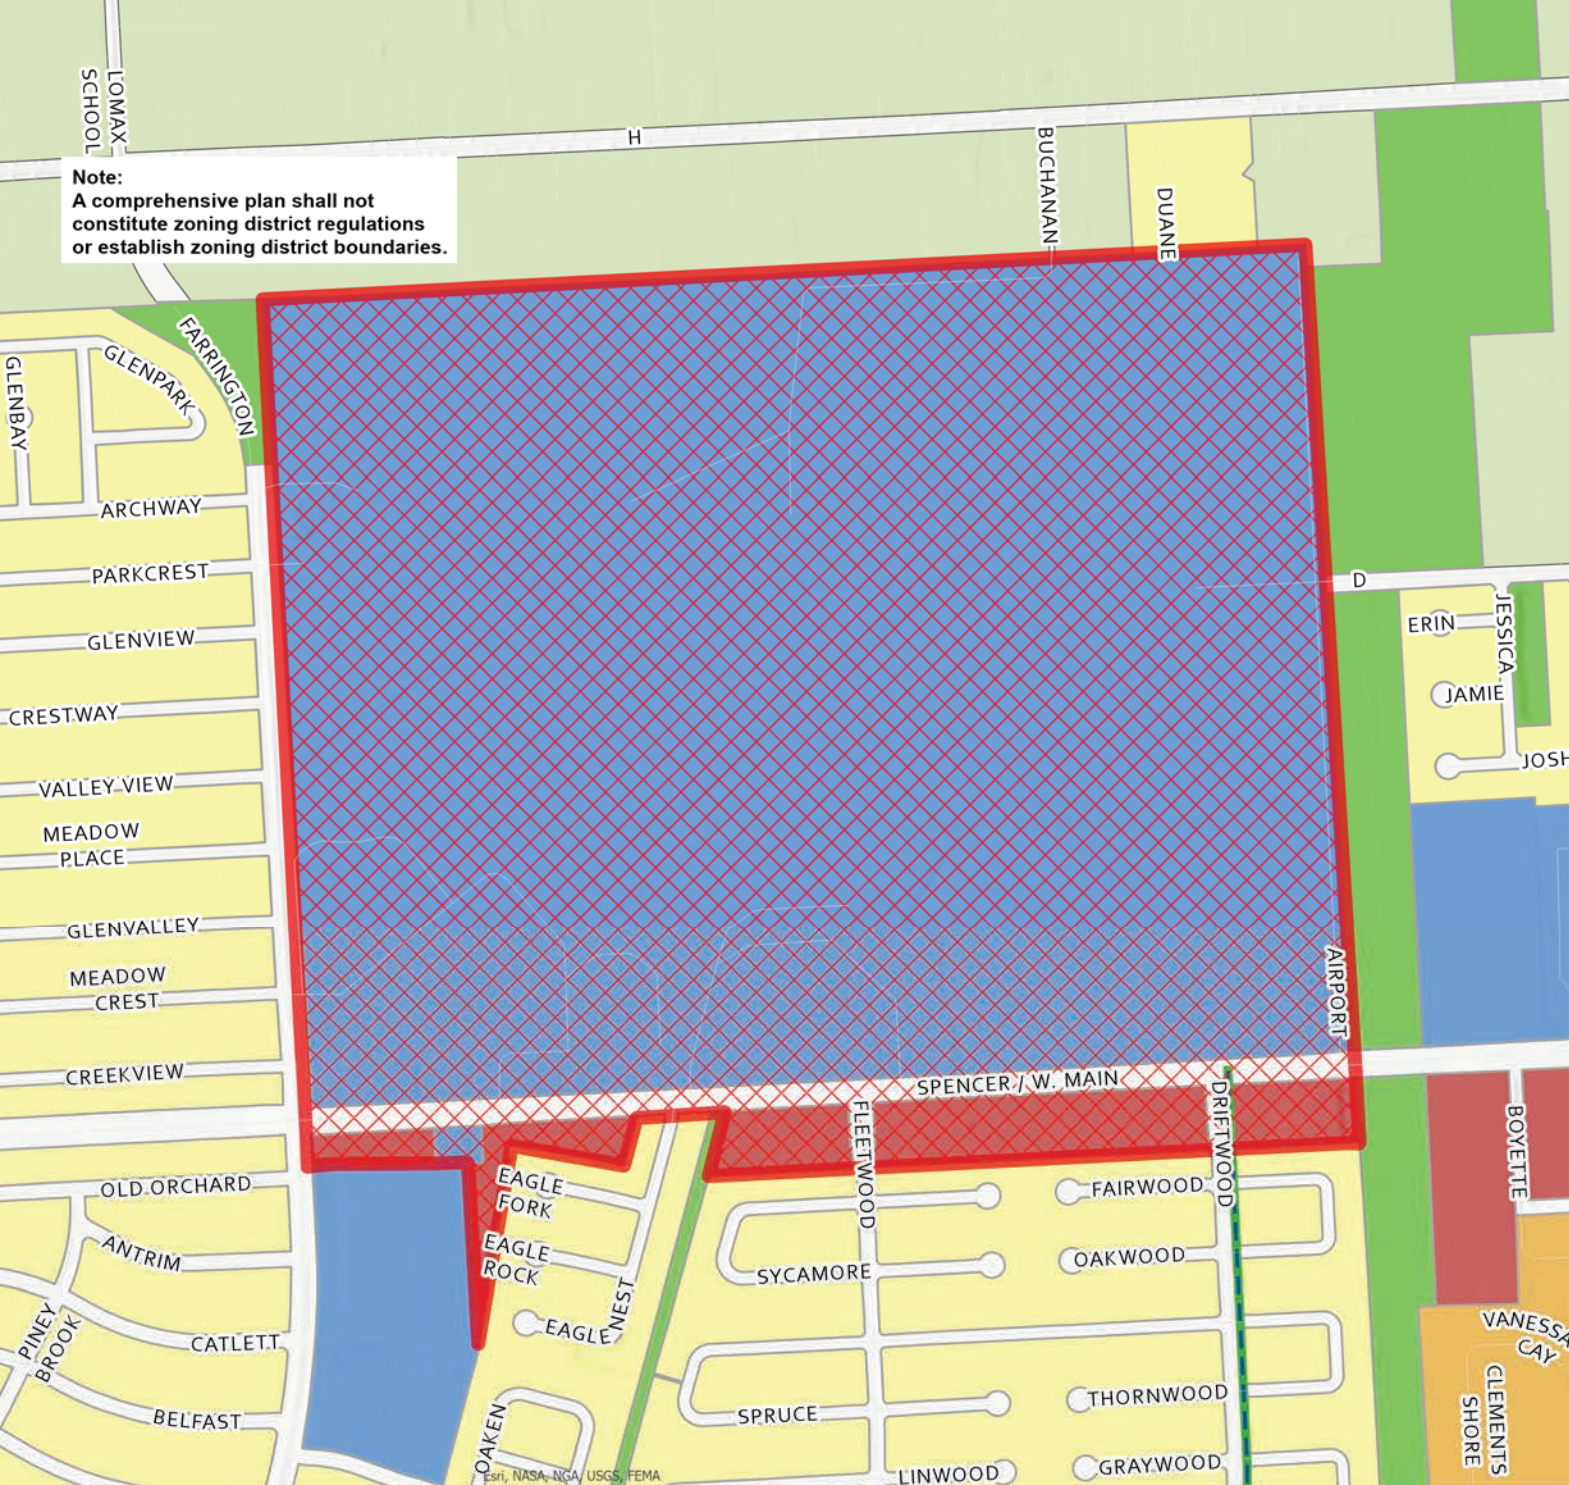 SCHOOL
LOMAX
H
BUCHANAN
DUANE
Note:
A comprehensive plan shall not
constitute zoning district regulations
or establish zoning district boundaries.
FARRINGTON
GLENPARK
GLENBAY
ARCHWAY
PARKCREST
GLENVIEW
CRESTWAY
VALLEY VIEW
MEADOW
PLACE
GLENVALLEY
MEADOW
CREST
CREEKVIEW
D
ERIN
JESSICA
JAMIE
JOSH
AIRPORT
SPENCER / W. MAIN
FLEETWOOD
DRIFTWOOD
BOYETTE
OLD ORCHARD
ANTRIM
PINEY
BROOK
CATLETT
BELFAST
EAGLE
FORK
EAGLE
ROCK
EAGLE
NEST
OAKEN
FAIRWOOD
OAKWOOD
SYCAMORE
SPRUCE
THORNWOOD
LINWOOD
GRAYWOOD
VANESSA
CAY
CLEMENTS
SHORE
Esri, NASA, NGA, USGS, FEMA